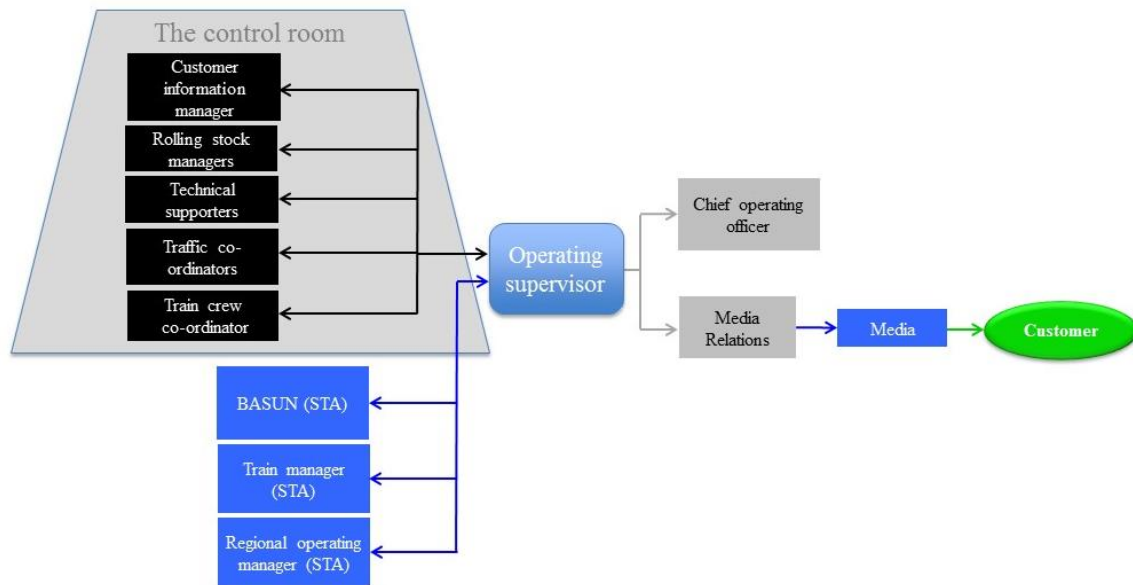 The control room
Customer
information
manager
Rolling stock
managers
Technical
supporters
Traffic co-
ordinators
Train crew
co-ordinator
Operating
supervisor
Chief operating
officer
Media
Relations
Media
Customer
BASUN (STA)
Train manager
(STA)
Regional operating
manager (STA)